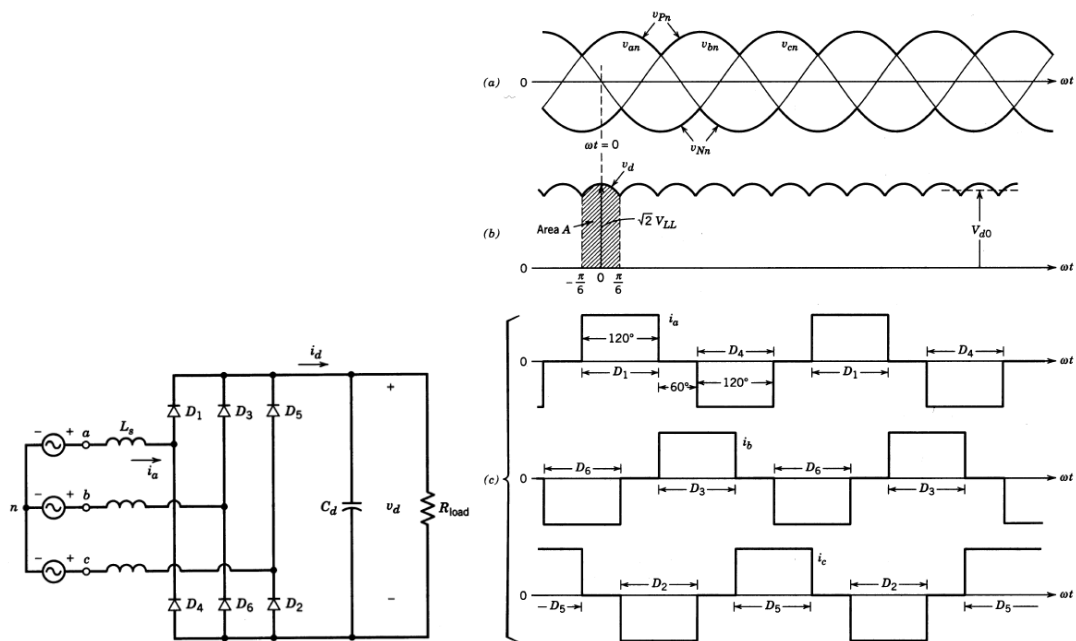 v_Pn
v_an v_bn v_cn
(a) 0 ωt
ωt = 0
v_Nn
v_d
(b) Area A √2 V_LL V_d0
0 ωt
-π/6 0 π/6
i_a
120° D_4 D_4
0 ωt
D_1 60° 120° D_1
i_b
D_6 D_6
(c) 0 ωt
D_3 D_3
i_c
D_2 D_2
0 ωt
D_5 D_5 D_5
i_d
+
D_1 D_3 D_5
- + a L_s
i_a
- + b
n C_d v_d R_load
- + c
D_4 D_6 D_2 -